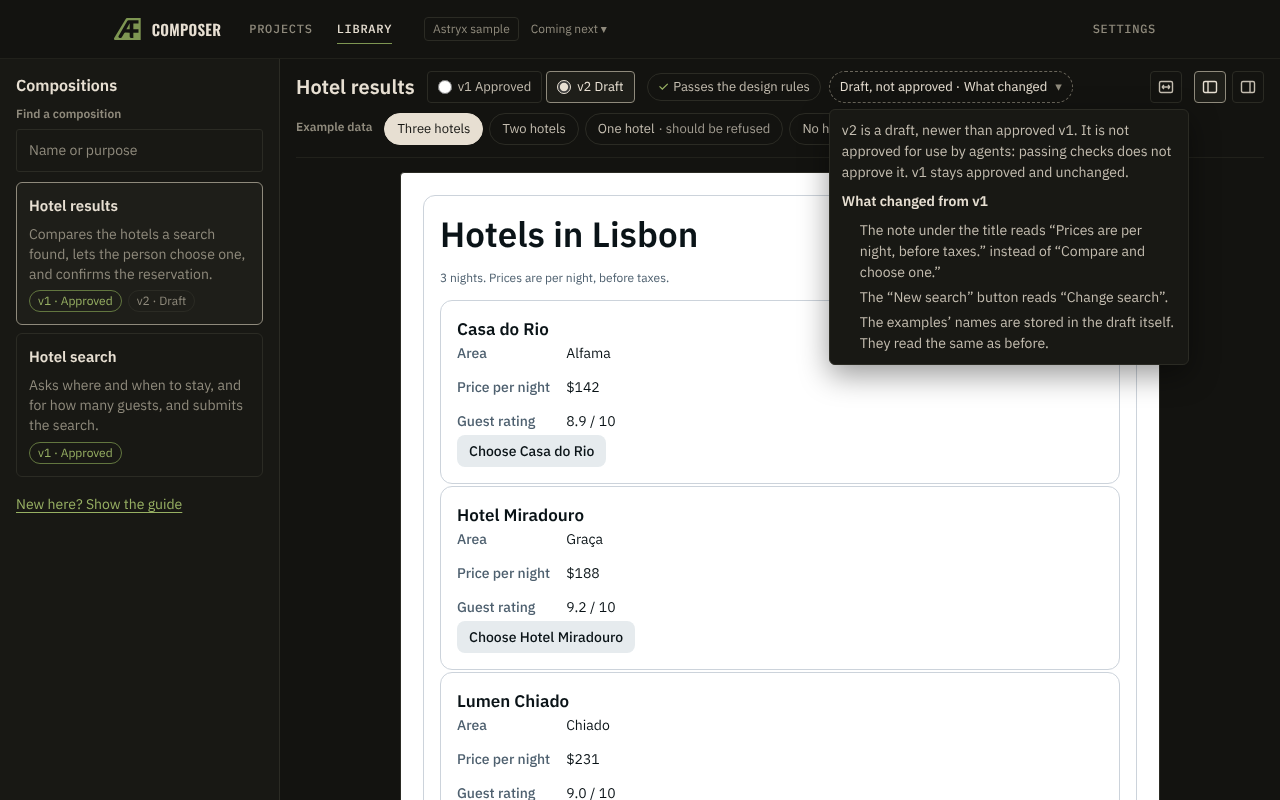 COMPOSER
PROJECTS
LIBRARY
Astryx sample
Coming next ▾
SETTINGS
Compositions
Find a composition
Name or purpose
Hotel results
Compares the hotels a search
found, lets the person choose one,
and confirms the reservation.
v1 · Approved
v2 · Draft
Hotel search
Asks where and when to stay, and
for how many guests, and submits
the search.
v1 · Approved
New here? Show the guide
Hotel results
v1 Approved
v2 Draft
✓ Passes the design rules
Draft, not approved · What changed ▾
Example data
Three hotels
Two hotels
One hotel · should be refused
No h
v2 is a draft, newer than approved v1. It is not
approved for use by agents: passing checks does not
approve it. v1 stays approved and unchanged.
What changed from v1
The note under the title reads “Prices are per
night, before taxes.” instead of “Compare and
choose one.”
The “New search” button reads “Change search”.
The examples’ names are stored in the draft itself.
They read the same as before.
Hotels in Lisbon
3 nights. Prices are per night, before taxes.
Casa do Rio
Area Alfama
Price per night $142
Guest rating 8.9 / 10
Choose Casa do Rio
Hotel Miradouro
Area Graça
Price per night $188
Guest rating 9.2 / 10
Choose Hotel Miradouro
Lumen Chiado
Area Chiado
Price per night $231
Guest rating 9.0 / 10